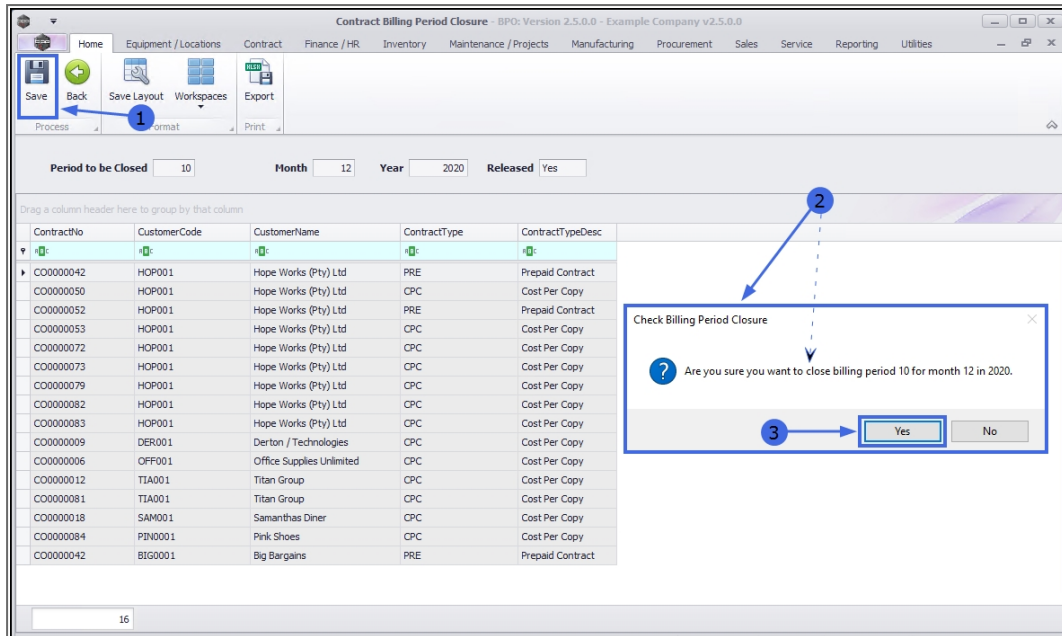 Contract Billing Period Closure - BPO: Version 2.5.0.0 - Example Company v2.5.0.0
Home Equipment / Locations Contract Finance / HR Inventory Maintenance / Projects Manufacturing Procurement Sales Service Reporting Utilities
Save Back Save Layout Workspaces Export
1
Process Format Print
Period to be Closed 10 Month 12 Year 2020 Released Yes
Drag a column header here to group by that column
2
ContractNo CustomerCode CustomerName ContractType ContractTypeDesc
CO0000042 HOP001 Hope Works (Pty) Ltd PRE Prepaid Contract
CO0000050 HOP001 Hope Works (Pty) Ltd CPC Cost Per Copy
CO0000052 HOP001 Hope Works (Pty) Ltd PRE Prepaid Contract
CO0000053 HOP001 Hope Works (Pty) Ltd CPC Cost Per Copy
CO0000072 HOP001 Hope Works (Pty) Ltd CPC Cost Per Copy
CO0000073 HOP001 Hope Works (Pty) Ltd CPC Cost Per Copy
CO0000079 HOP001 Hope Works (Pty) Ltd CPC Cost Per Copy
CO0000082 HOP001 Hope Works (Pty) Ltd CPC Cost Per Copy
CO0000083 HOP001 Hope Works (Pty) Ltd CPC Cost Per Copy
CO0000009 DER001 Derton / Technologies CPC Cost Per Copy
CO0000006 OFF001 Office Supplies Unlimited CPC Cost Per Copy
CO0000012 TIA001 Titan Group CPC Cost Per Copy
CO0000081 TIA001 Titan Group CPC Cost Per Copy
CO0000018 SAM001 Samanthas Diner CPC Cost Per Copy
CO0000084 PIN0001 Pink Shoes CPC Cost Per Copy
CO0000042 BIG0001 Big Bargains PRE Prepaid Contract
16
Check Billing Period Closure
Are you sure you want to close billing period 10 for month 12 in 2020.
3
Yes No